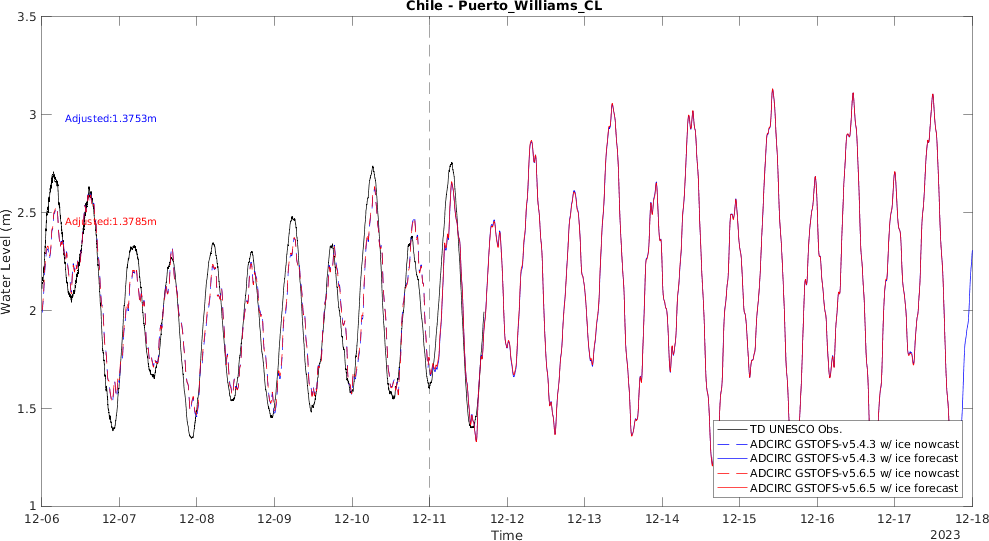 Chile - Puerto_Williams_CL
3.5
3
2.5
2
1.5
1
Water Level (m)
Adjusted:1.3753m
Adjusted:1.3785m
TD UNESCO Obs.
ADCIRC GSTOFS-v5.4.3 w/ ice nowcast
ADCIRC GSTOFS-v5.4.3 w/ ice forecast
ADCIRC GSTOFS-v5.6.5 w/ ice nowcast
ADCIRC GSTOFS-v5.6.5 w/ ice forecast
12-06 12-07 12-08 12-09 12-10 12-11 12-12 12-13 12-14 12-15 12-16 12-17 12-18
Time
2023